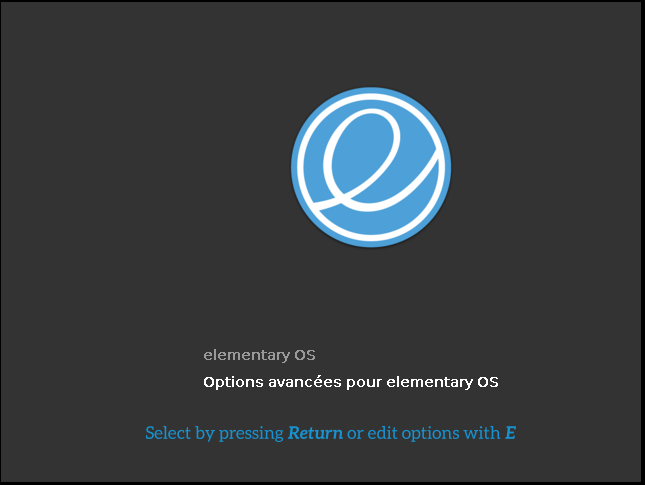 elementary OS
Options avancées pour elementary OS
Select by pressing Return or edit options with E